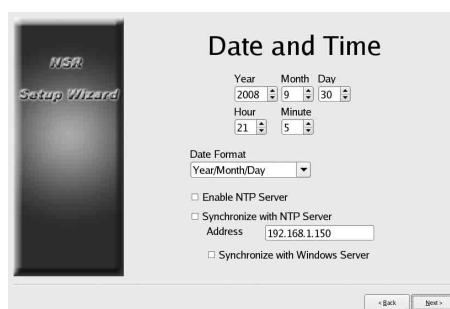 NSR
Setup Wizard
Date and Time
Year Month Day
2008 9 30
Hour Minute
21 5
Date Format
Year/Month/Day
Enable NTP Server
Synchronize with NTP Server
Address 192.168.1.150
Synchronize with Windows Server
< Back Next >